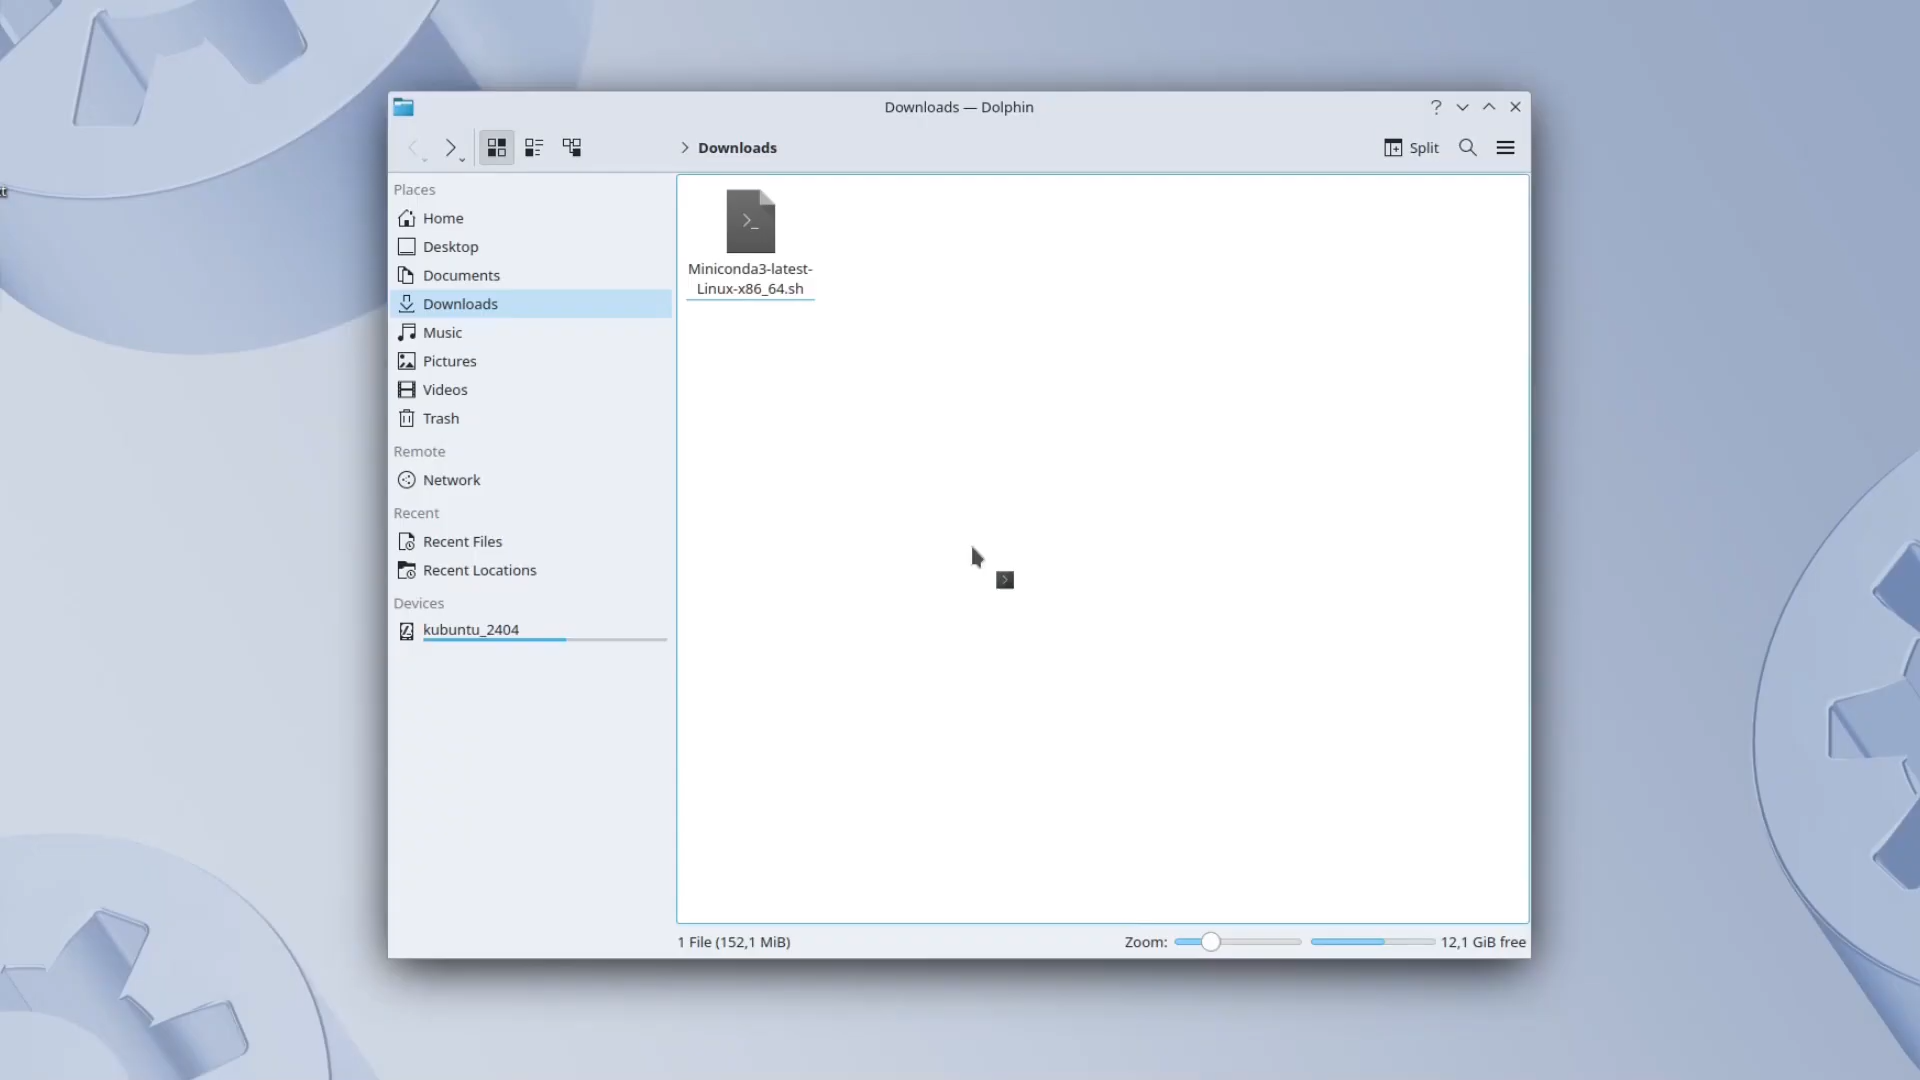 Downloads — Dolphin
Downloads
Split
Places
Home
Desktop
Documents
Downloads
Music
Pictures
Videos
Trash
Remote
Network
Recent
Recent Files
Recent Locations
Devices
kubuntu_2404
Miniconda3-latest-
Linux-x86_64.sh
1 File (152,1 MiB)
Zoom:
12,1 GiB free